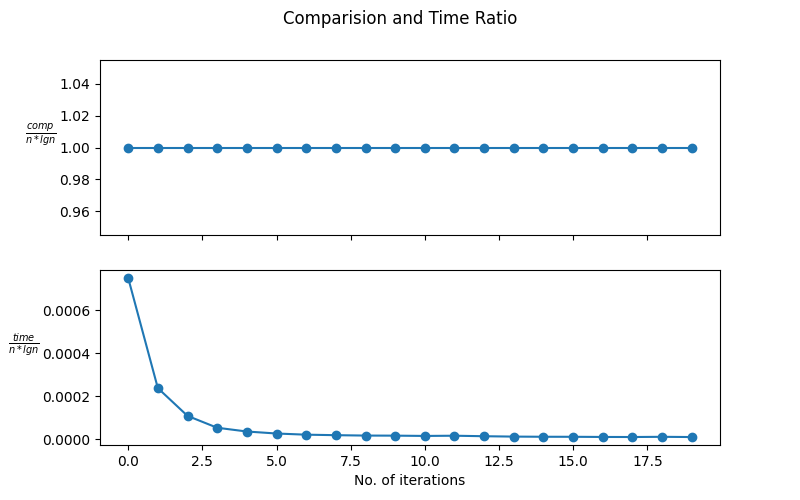 Comparision and Time Ratio
1.04
1.02
1.00
0.98
0.96
comp
n * lgn
0.0006
0.0004
0.0002
0.0000
time
n * lgn
0.0 2.5 5.0 7.5 10.0 12.5 15.0 17.5
No. of iterations